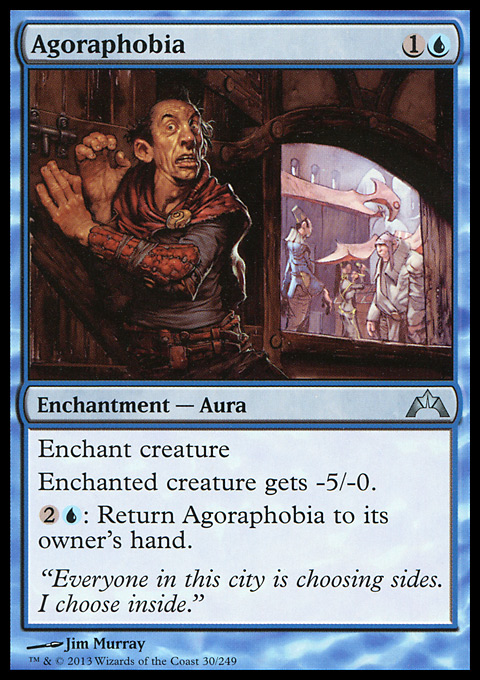 Agoraphobia 1
Enchantment — Aura
Enchant creature
Enchanted creature gets -5/-0.
2 : Return Agoraphobia to its
owner's hand.
“Everyone in this city is choosing sides.
I choose inside.”
Jim Murray
™ & © 2013 Wizards of the Coast 30/249